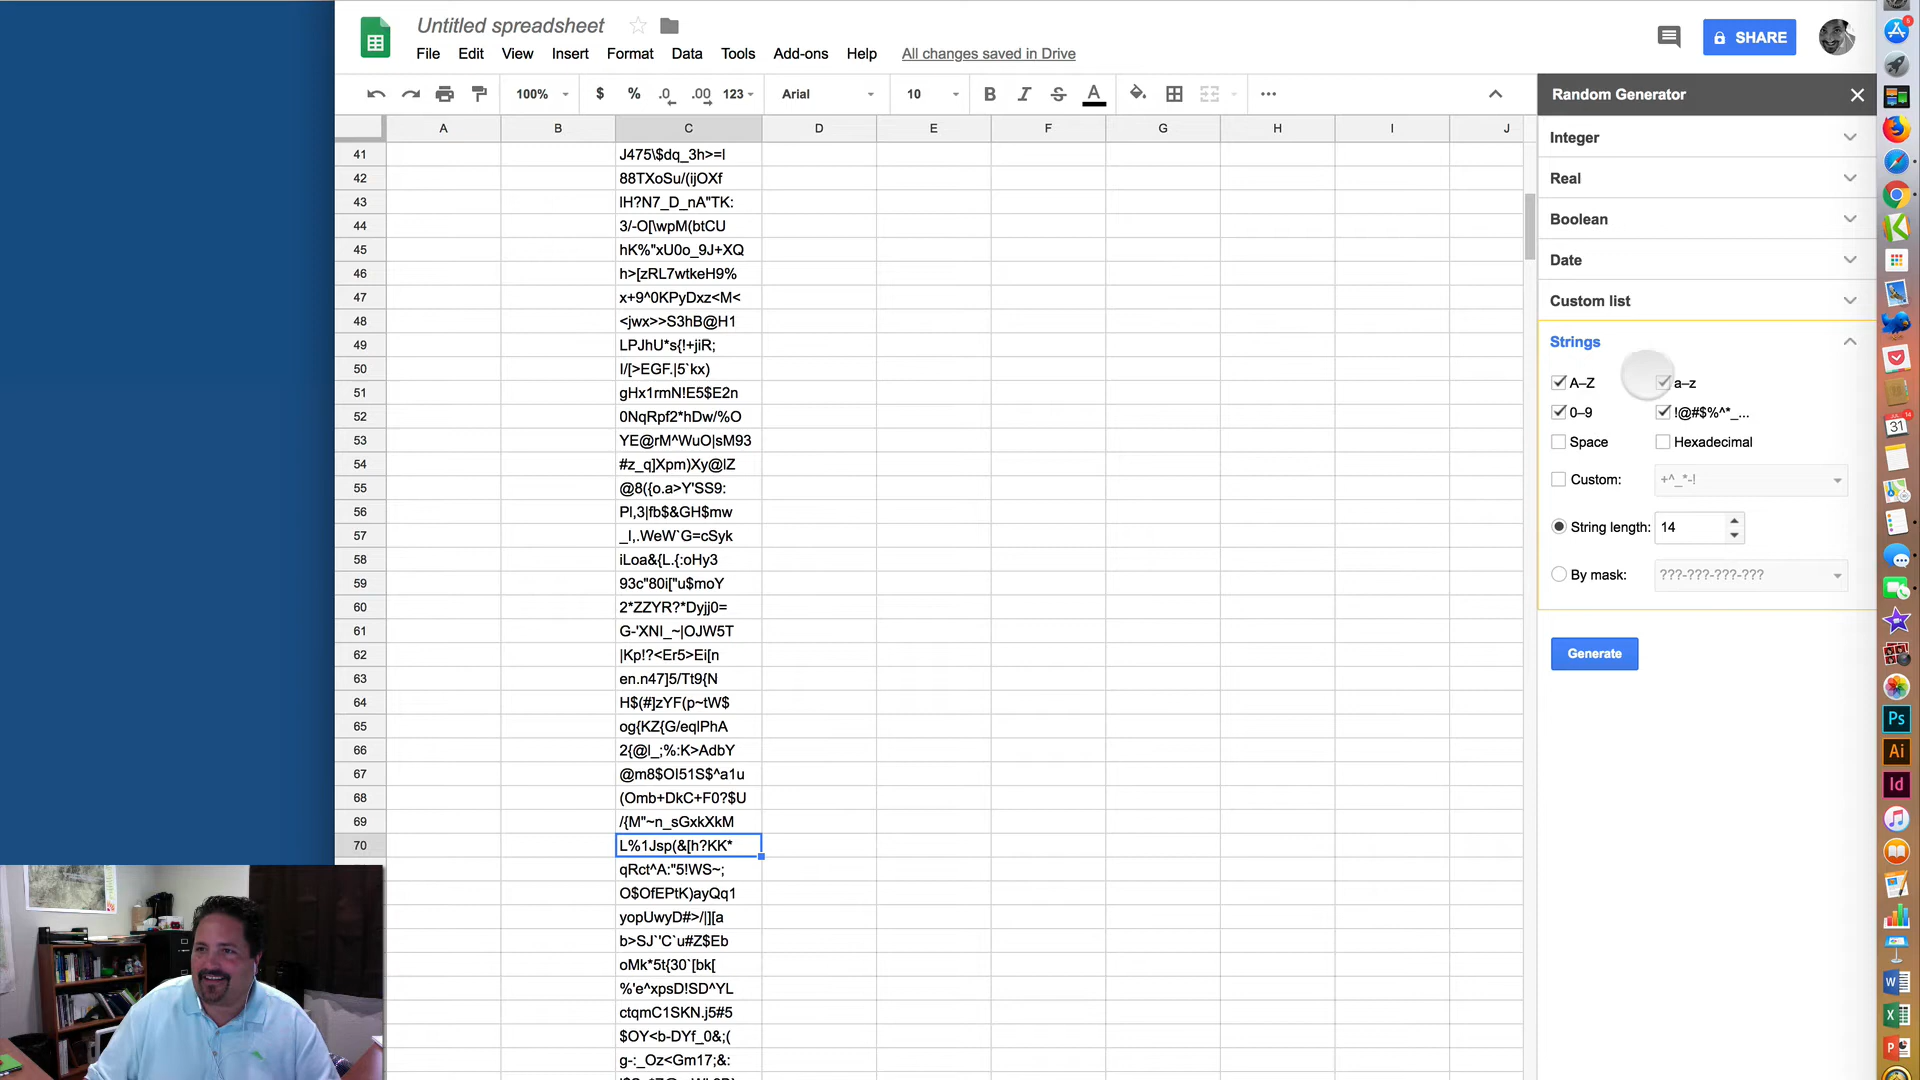 Untitled spreadsheet
File Edit View Insert Format Data Tools Add-ons Help All changes saved in Drive
SHARE
100% $ % .0 .00 123 Arial 10 B I S A
Random Generator
A B C D E F G H I J
41 J475\$dq_3h>=I
42 88TXoSu/(ijOXf
43 lH?N7_D_nA"TK:
44 3/-O[\wpM(btCU
45 hK%"xU0o_9J+XQ
46 h>[zRL7wtkeH9%
47 x+9^0KPyDxz<M<
48 <jwx>>S3hB@H1
49 LPJhU*s{!+jiR;
50 I/[>EGF.|5`kx)
51 gHx1rmN!E5$E2n
52 0NqRpf2*hDw/%O
53 YE@rM^WuO|sM93
54 #z_q]Xpm)Xy@lZ
55 @8({o.a>Y'SS9:
56 Pl,3|fb$&GH$mw
57 _I,.WeW`G=cSyk
58 iLoa&{L.{:oHy3
59 93c"80i["u$moY
60 2*ZZYR?*Dyjj0=
61 G-'XNI_~|OJW5T
62 |Kp!?<Er5>Ei[n
63 en.n47]5/Tt9{N
64 H$(#]zYF(p~tW$
65 og{KZ{G/eqlPhA
66 2{@l_;%:K>AdbY
67 @m8$OI51S$^a1u
68 (Omb+DkC+F0?$U
69 /{M"~n_sGxkXkM
70 L%1Jsp(&[h?KK*
qRct^A:"5!WS~;
O$OfEPtK)ayQq1
yopUwyD#>/|][a
b>SJ`'C`u#Z$Eb
oMk*5t{30`[bk[
%'e^xpsD!SD^YL
ctqmC1SKN.j5#5
$OY<b-DYf_0&;(
g-:_Oz<Gm17;&:
Integer
Real
Boolean
Date
Custom list
Strings
A–Z a–z
0–9 !@#$%^*_...
Space Hexadecimal
Custom: +^_*-!
String length: 14
By mask: ???-???-???-???
Generate
31
Ps
Ai
Id